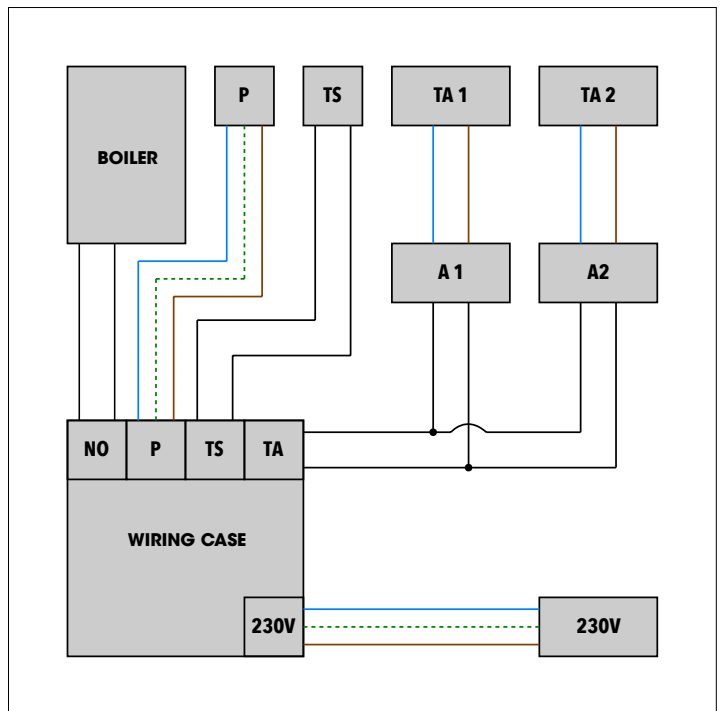 P TS TA 1 TA 2
BOILER
A 1 A2
NO P TS TA
WIRING CASE
230V 230V